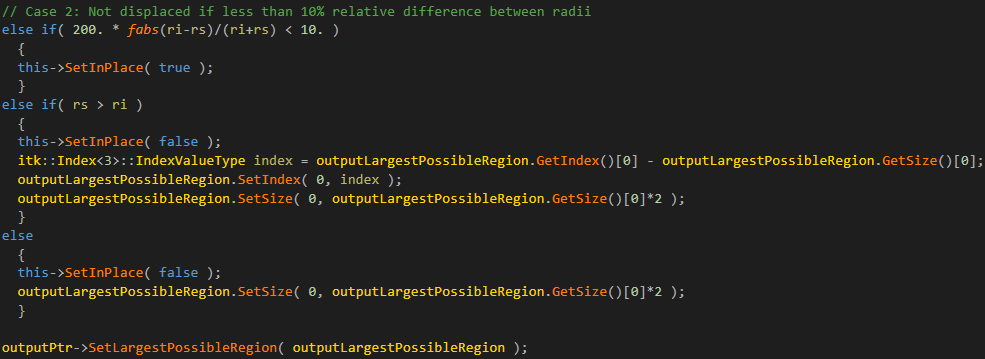 // Case 2: Not displaced if less than 10% relative difference between radii
else if( 200. * fabs(ri-rs)/(ri+rs) < 10. )
  {
  this->SetInPlace( true );
  }
else if( rs > ri )
  {
  this->SetInPlace( false );
  itk::Index<3>::IndexValueType index = outputLargestPossibleRegion.GetIndex()[0] - outputLargestPossibleRegion.GetSize()[0];
  outputLargestPossibleRegion.SetIndex( 0, index );
  outputLargestPossibleRegion.SetSize( 0, outputLargestPossibleRegion.GetSize()[0]*2 );
  }
else
  {
  this->SetInPlace( false );
  outputLargestPossibleRegion.SetSize( 0, outputLargestPossibleRegion.GetSize()[0]*2 );
  }

outputPtr->SetLargestPossibleRegion( outputLargestPossibleRegion );